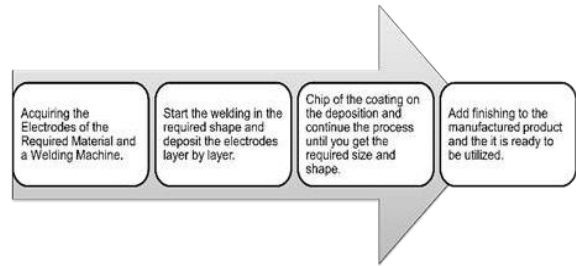 Acquiring the
Electrodes of the
Required Material and
a Welding Machine.
Start the welding in the
required shape and
deposit the electrodes
layer by layer.
Chip of the coating on
the deposition and
continue the process
until you get the
required size and
shape.
Add finishing to the
manufactured product
and the it is ready to
be utilized.